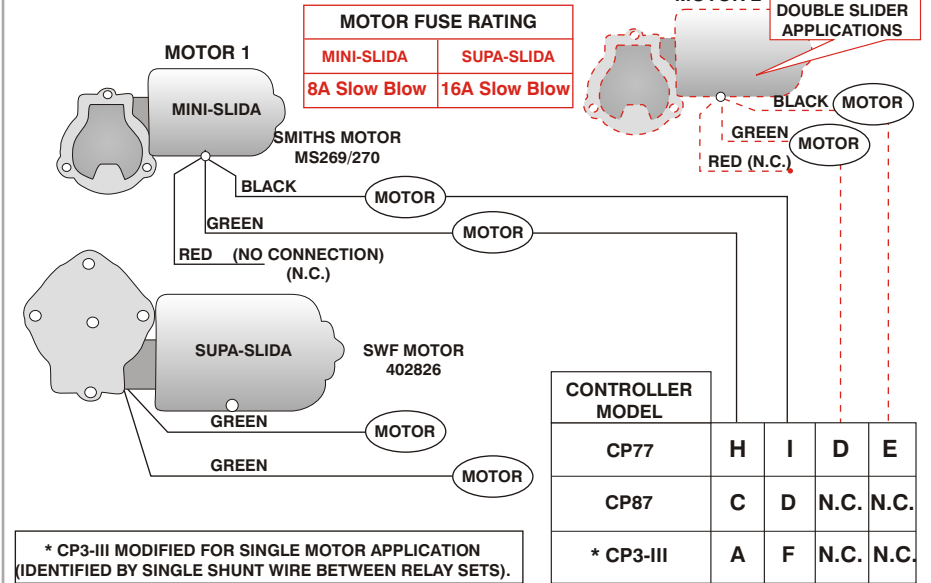 MOTOR FUSE RATING
MINI-SLIDA SUPA-SLIDA
8A Slow Blow 16A Slow Blow
DOUBLE SLIDER
APPLICATIONS
MOTOR 1
MINI-SLIDA
SMITHS MOTOR
MS269/270
BLACK
MOTOR
GREEN
MOTOR
RED (N.C.)
BLACK
MOTOR
GREEN
MOTOR
RED (NO CONNECTION)
(N.C.)
SUPA-SLIDA
SWF MOTOR
402826
GREEN
MOTOR
GREEN
MOTOR
CONTROLLER
MODEL
CP77 H I D E
CP87 C D N.C. N.C.
* CP3-III A F N.C. N.C.
* CP3-III MODIFIED FOR SINGLE MOTOR APPLICATION
(IDENTIFIED BY SINGLE SHUNT WIRE BETWEEN RELAY SETS).